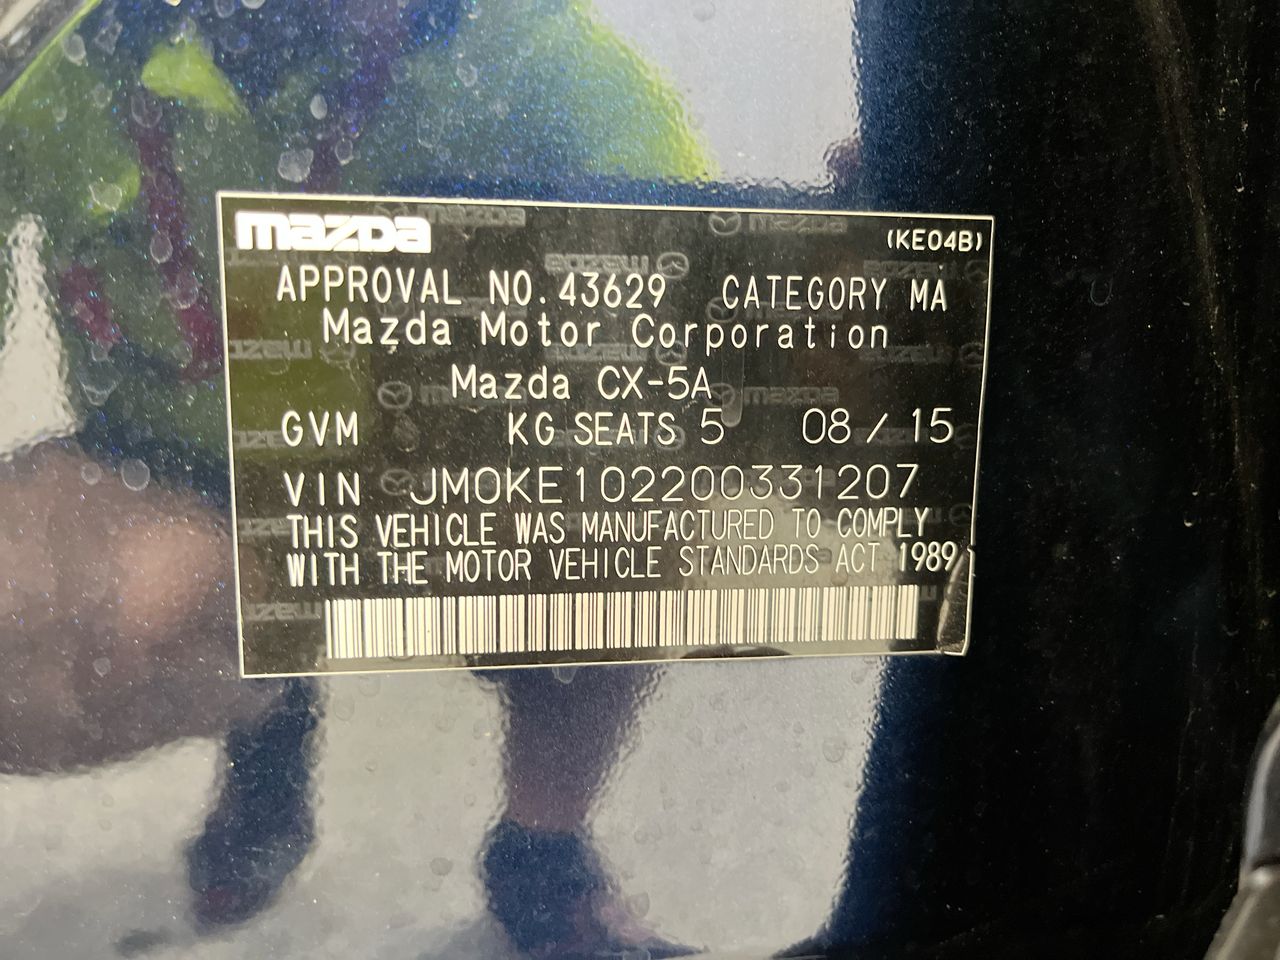 mazda (KE04B)
APPROVAL NO. 43629 CATEGORY MA
Mazda Motor Corporation
Mazda CX-5A
GVM KG SEATS 5 08 / 15
VIN JM0KE102200331207
THIS VEHICLE WAS MANUFACTURED TO COMPLY
WITH THE MOTOR VEHICLE STANDARDS ACT 1989